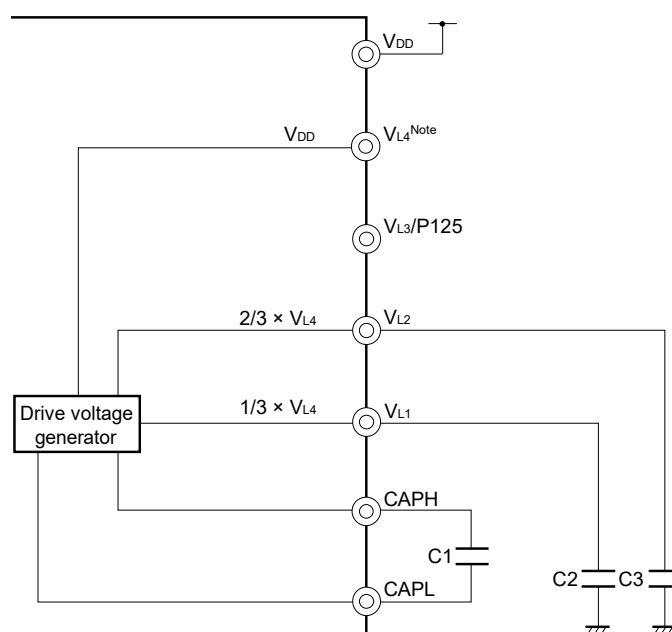 VDD
VDD VL4Note
VL3/P125
2/3 × VL4 VL2
Drive voltage
generator
1/3 × VL4 VL1
CAPH
C1
C2 C3
CAPL